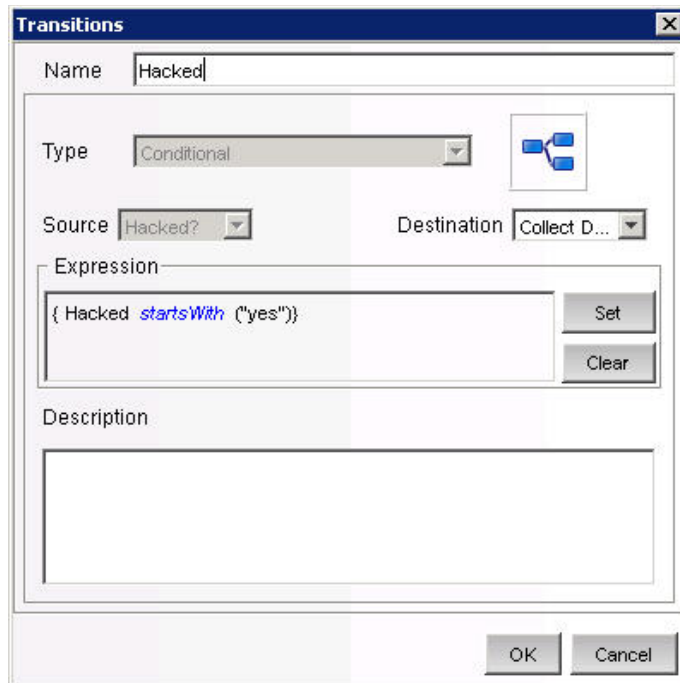 Transitions
Name Hacked
Type Conditional
Source Hacked? Destination Collect D...
Expression
{ Hacked startsWith ("yes")}
Set
Clear
Description
OK Cancel